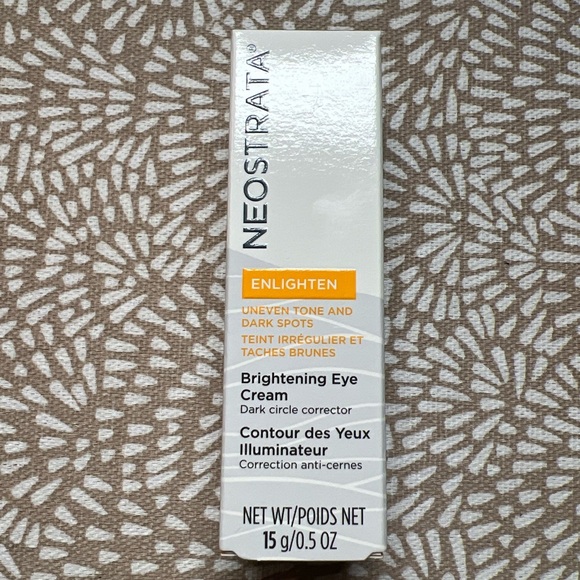 NEOSTRATA®
ENLIGHTEN
UNEVEN TONE AND
DARK SPOTS
TEINT IRRÉGULIER ET
TACHES BRUNES
Brightening Eye
Cream
Dark circle corrector
Contour des Yeux
Illuminateur
Correction anti-cernes
NET WT/POIDS NET
15 g/0.5 OZ